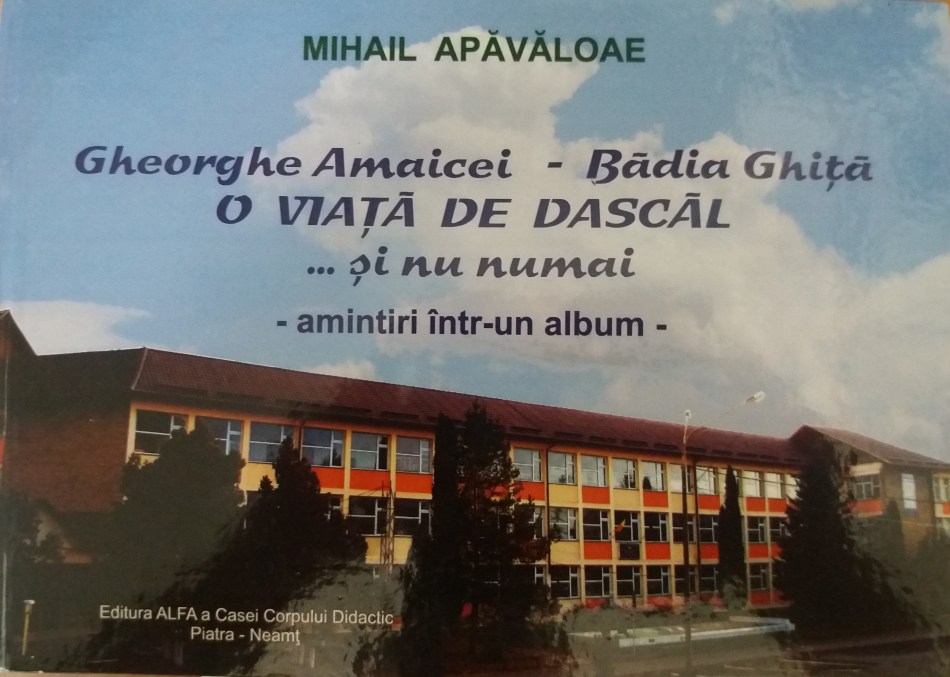 MIHAIL APĂVĂLOAE
Gheorghe Amaicei - Bădia Ghiță
O VIAȚĂ DE DASCĂL
... și nu numai
- amintiri într-un album -
Editura ALFA a Casei Corpului Didactic
Piatra - Neamț